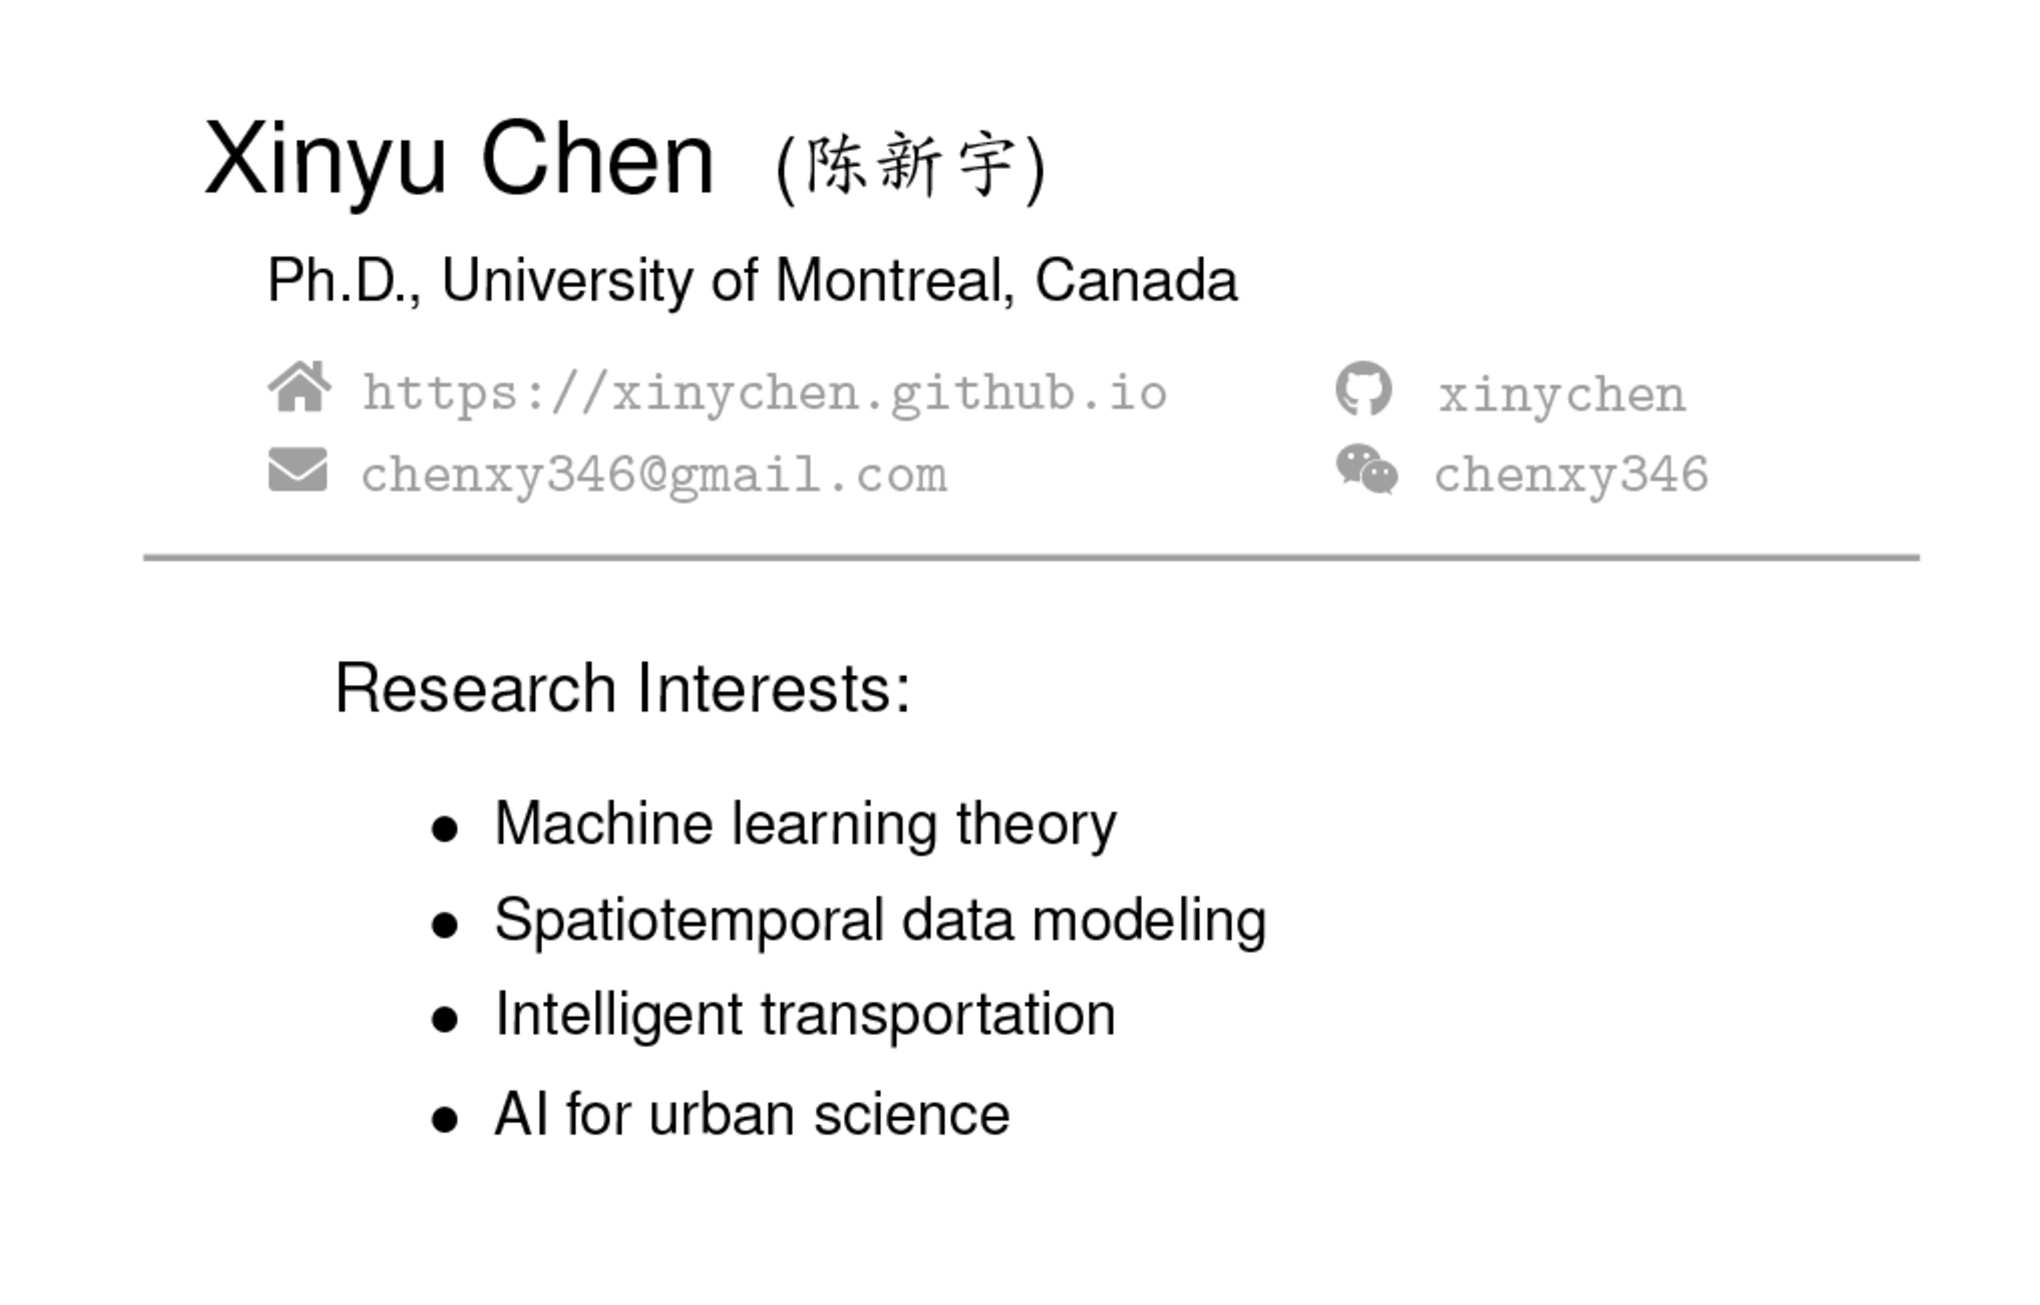 Xinyu Chen (陈新宇)
Ph.D., University of Montreal, Canada
https://xinychen.github.io xinychen
chenxy346@gmail.com chenxy346
Research Interests:
• Machine learning theory
• Spatiotemporal data modeling
• Intelligent transportation
• AI for urban science